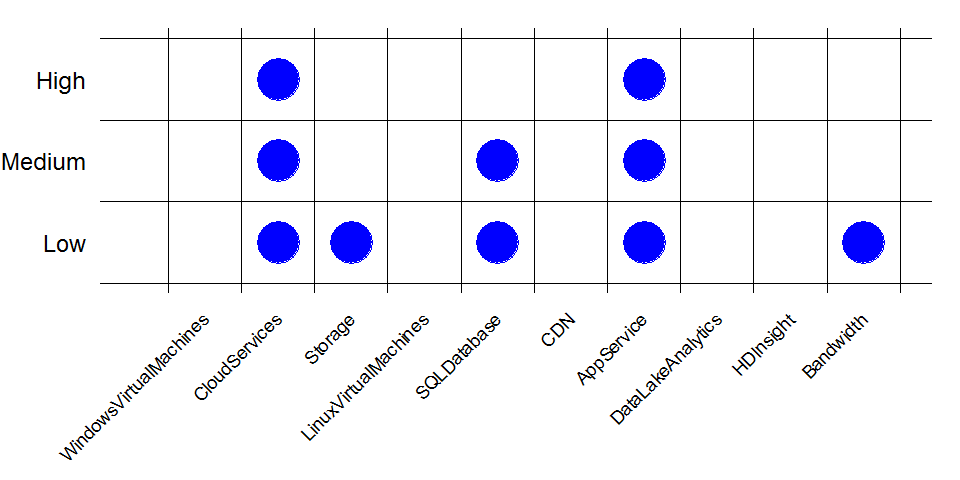 High
Medium
Low
WindowsVirtualMachines
CloudServices
Storage
LinuxVirtualMachines
SQLDatabase
CDN
AppService
DataLakeAnalytics
HDInsight
Bandwidth